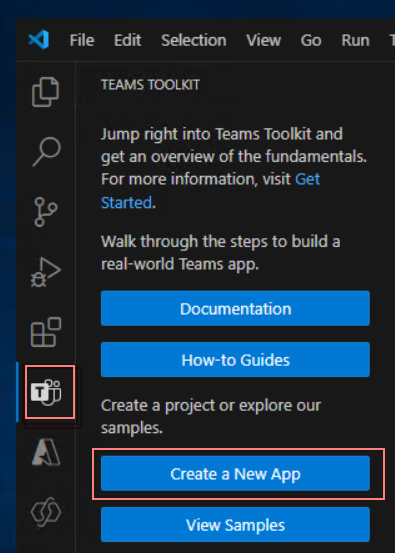 File Edit Selection View Go Run
TEAMS TOOLKIT
Jump right into Teams Toolkit and
get an overview of the fundamentals.
For more information, visit Get
Started.
Walk through the steps to build a
real-world Teams app.
Documentation
How-to Guides
T
Create a project or explore our
samples.
Create a New App
View Samples